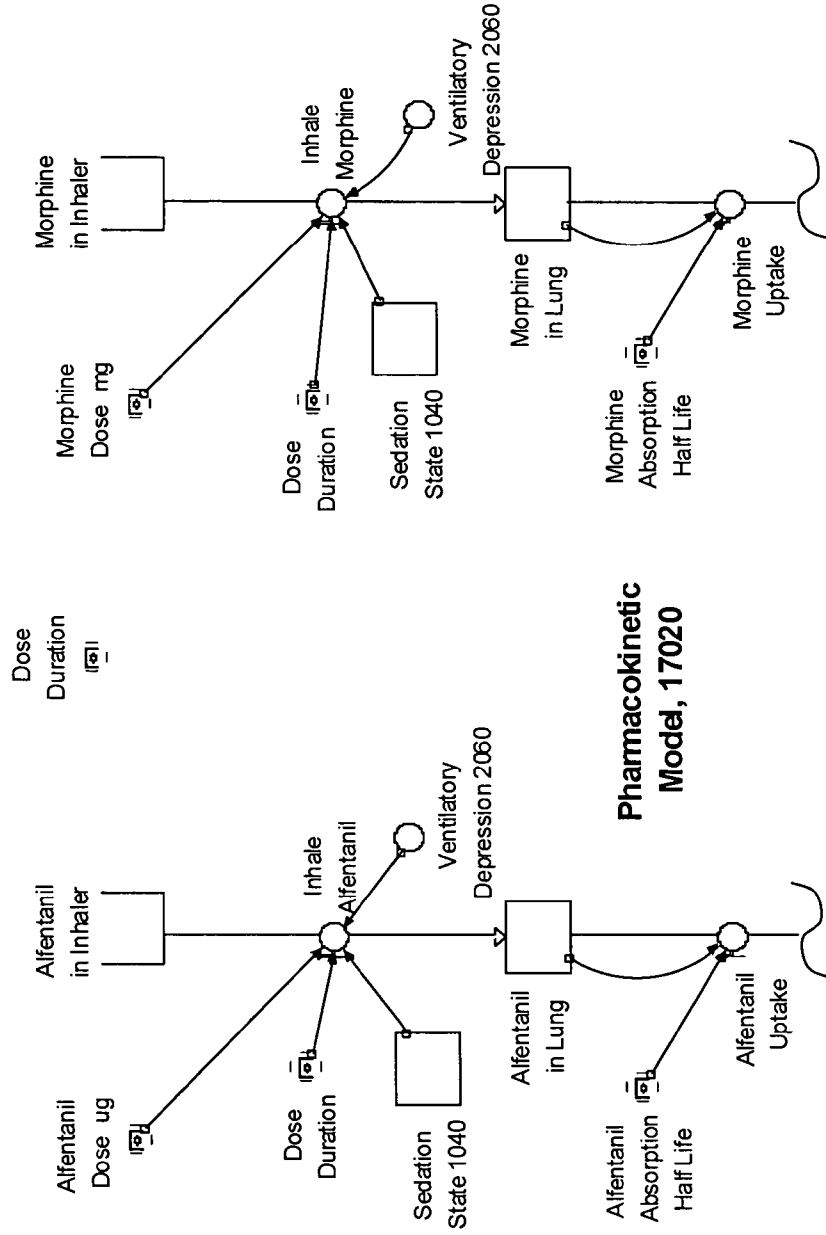 Alfentanil
Dose ug
Alfentanil
in Inhaler
Dose
Duration
Morphine
Dose mg
Morphine
in Inhaler
Dose
Duration
Inhale
Alfentanil
Sedation
State 1040
Ventilatory
Depression 2060
Dose
Duration
Inhale
Morphine
Sedation
State 1040
Ventilatory
Depression 2060
Alfentanil
in Lung
Morphine
in Lung
Alfentanil
Absorption
Half Life
Pharmacokinetic
Model, 17020
Morphine
Absorption
Half Life
Alfentanil
Uptake
Morphine
Uptake